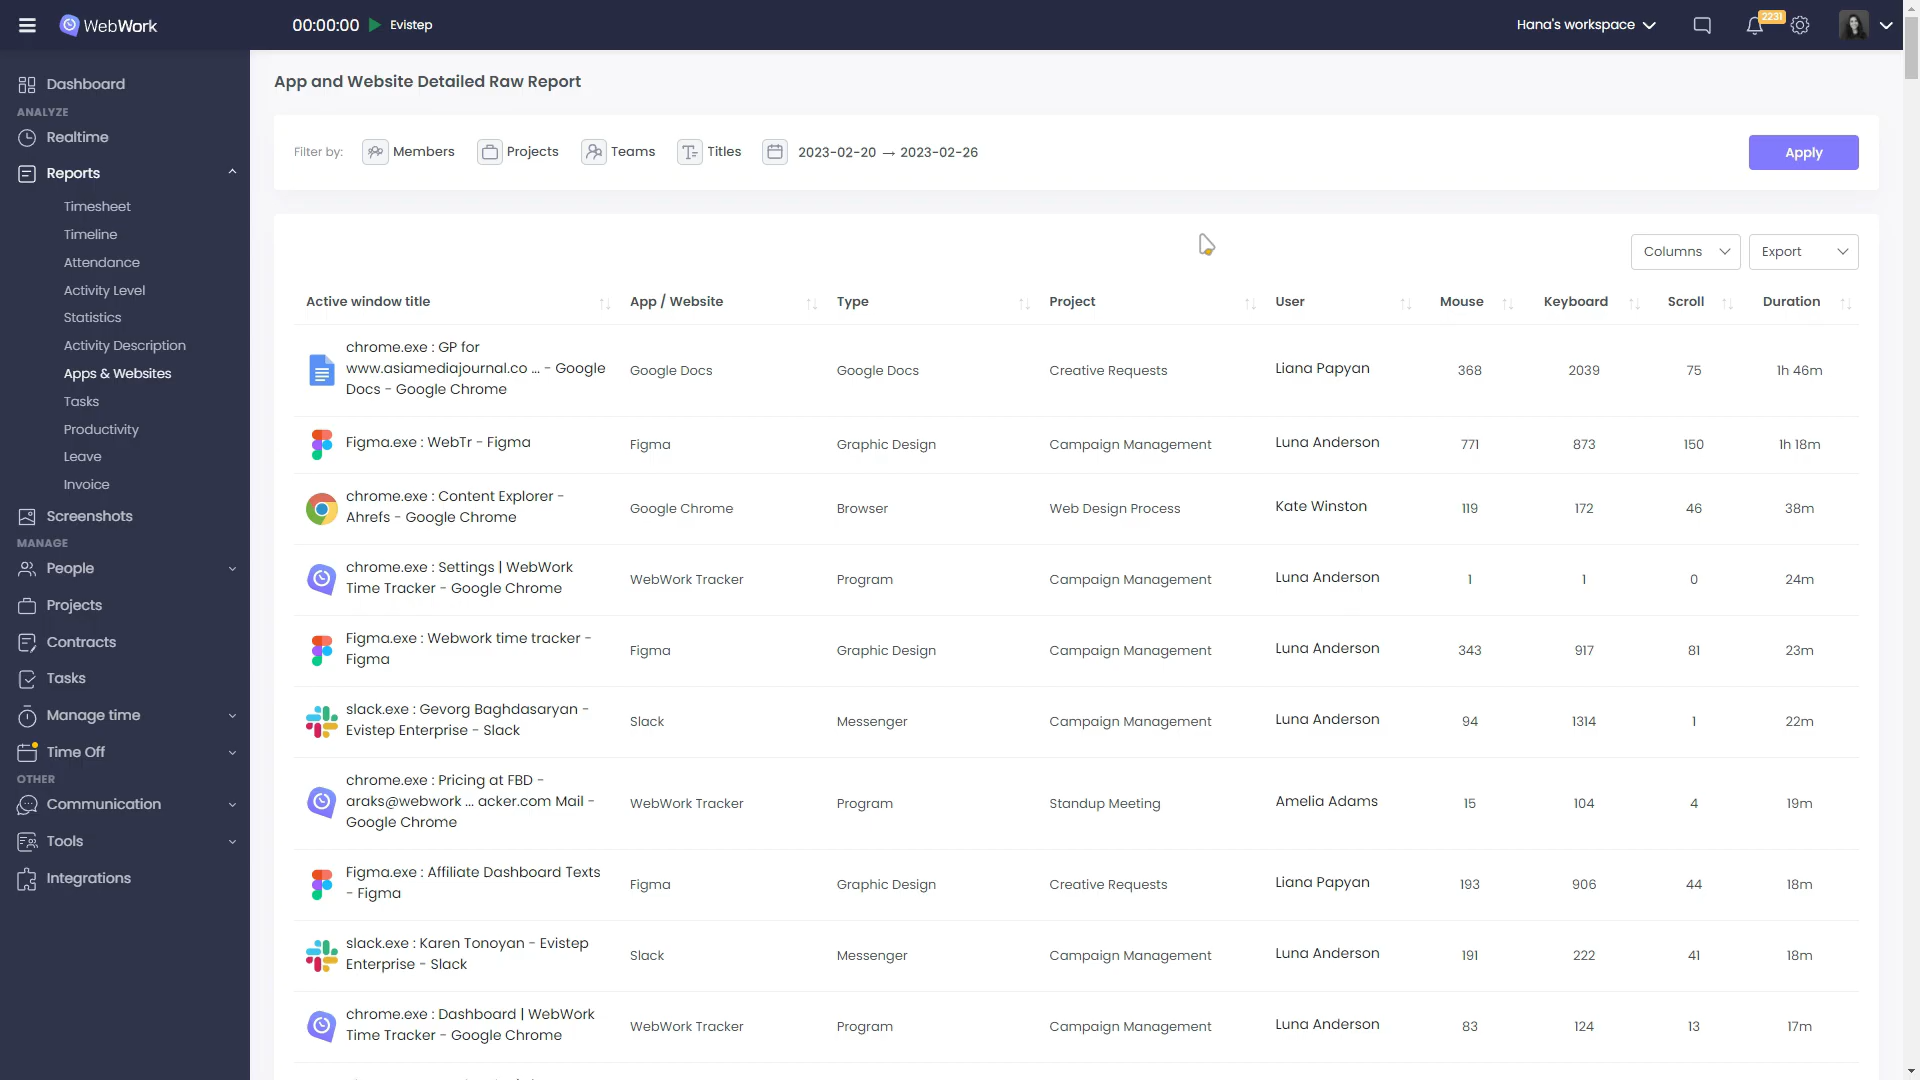 WebWork
00:00:00 Evistep
Hana's workspace
2231
Dashboard
ANALYZE
Realtime
Reports
Timesheet
Timeline
Attendance
Activity Level
Statistics
Activity Description
Apps & Websites
Tasks
Productivity
Leave
Invoice
Screenshots
MANAGE
People
Projects
Contracts
Tasks
Manage time
Time Off
OTHER
Communication
Tools
Integrations
App and Website Detailed Raw Report
Filter by: Members Projects Teams Titles 2023-02-20 → 2023-02-26
Apply
Columns Export
Active window title App / Website Type Project User Mouse Keyboard Scroll Duration
chrome.exe : GP for
www.asiamediajournal.co ... - Google
Docs - Google Chrome
Google Docs Google Docs Creative Requests Liana Papyan 368 2039 75 1h 46m
Figma.exe : WebTr - Figma Figma Graphic Design Campaign Management Luna Anderson 771 873 150 1h 18m
chrome.exe : Content Explorer -
Ahrefs - Google Chrome
Google Chrome Browser Web Design Process Kate Winston 119 172 46 38m
chrome.exe : Settings | WebWork
Time Tracker - Google Chrome
WebWork Tracker Program Campaign Management Luna Anderson 1 1 0 24m
Figma.exe : Webwork time tracker -
Figma
Figma Graphic Design Campaign Management Luna Anderson 343 917 81 23m
slack.exe : Gevorg Baghdasaryan -
Evistep Enterprise - Slack
Slack Messenger Campaign Management Luna Anderson 94 1314 1 22m
chrome.exe : Pricing at FBD -
araks@webwork ... acker.com Mail -
Google Chrome
WebWork Tracker Program Standup Meeting Amelia Adams 15 104 4 19m
Figma.exe : Affiliate Dashboard Texts
- Figma
Figma Graphic Design Creative Requests Liana Papyan 193 906 44 18m
slack.exe : Karen Tonoyan - Evistep
Enterprise - Slack
Slack Messenger Campaign Management Luna Anderson 191 222 41 18m
chrome.exe : Dashboard | WebWork
Time Tracker - Google Chrome
WebWork Tracker Program Campaign Management Luna Anderson 83 124 13 17m